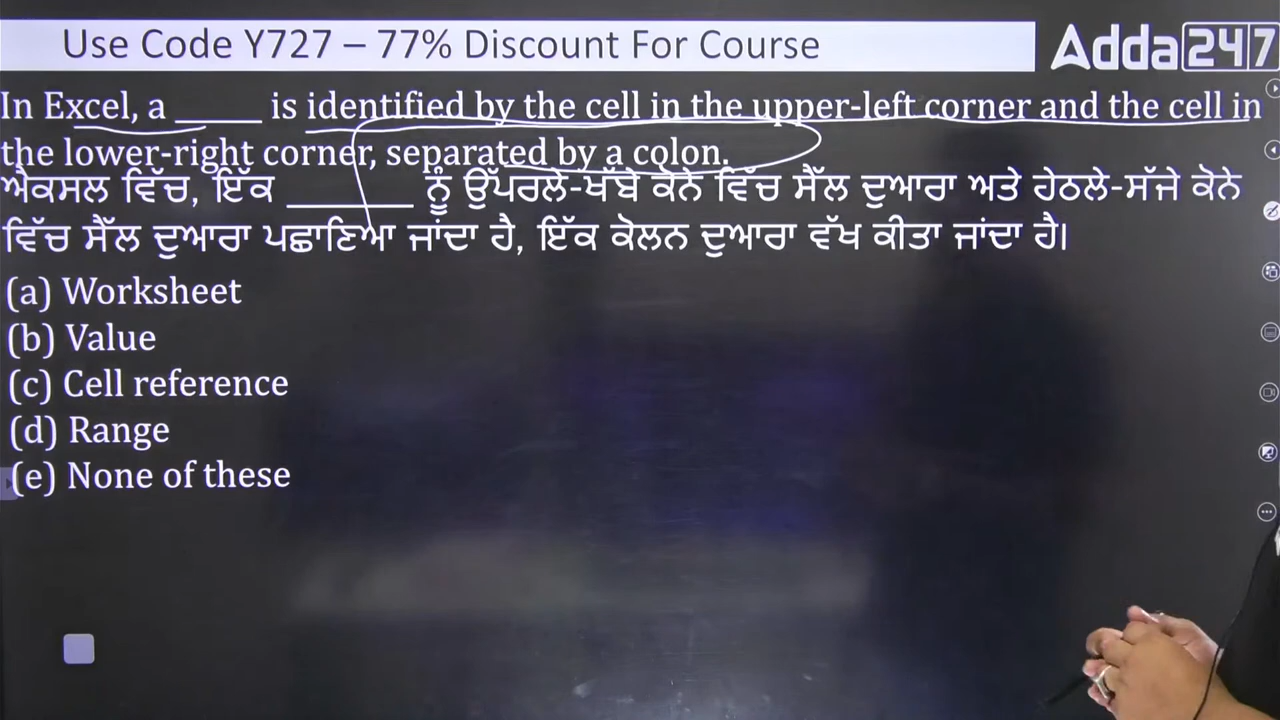 Use Code Y727 – 77% Discount For Course
Adda247
In Excel, a _____ is identified by the cell in the upper-left corner and the cell in
the lower-right corner, separated by a colon.
ਐਕਸਲ ਵਿੱਚ, ਇੱਕ ________ ਨੂੰ ਉੱਪਰਲੇ-ਖੱਬੇ ਕੋਨੇ ਵਿੱਚ ਸੈੱਲ ਦੁਆਰਾ ਅਤੇ ਹੇਠਲੇ-ਸੱਜੇ ਕੋਨੇ
ਵਿੱਚ ਸੈੱਲ ਦੁਆਰਾ ਪਛਾਣਿਆ ਜਾਂਦਾ ਹੈ, ਇੱਕ ਕੋਲਨ ਦੁਆਰਾ ਵੱਖ ਕੀਤਾ ਜਾਂਦਾ ਹੈ।
(a) Worksheet
(b) Value
(c) Cell reference
(d) Range
(e) None of these